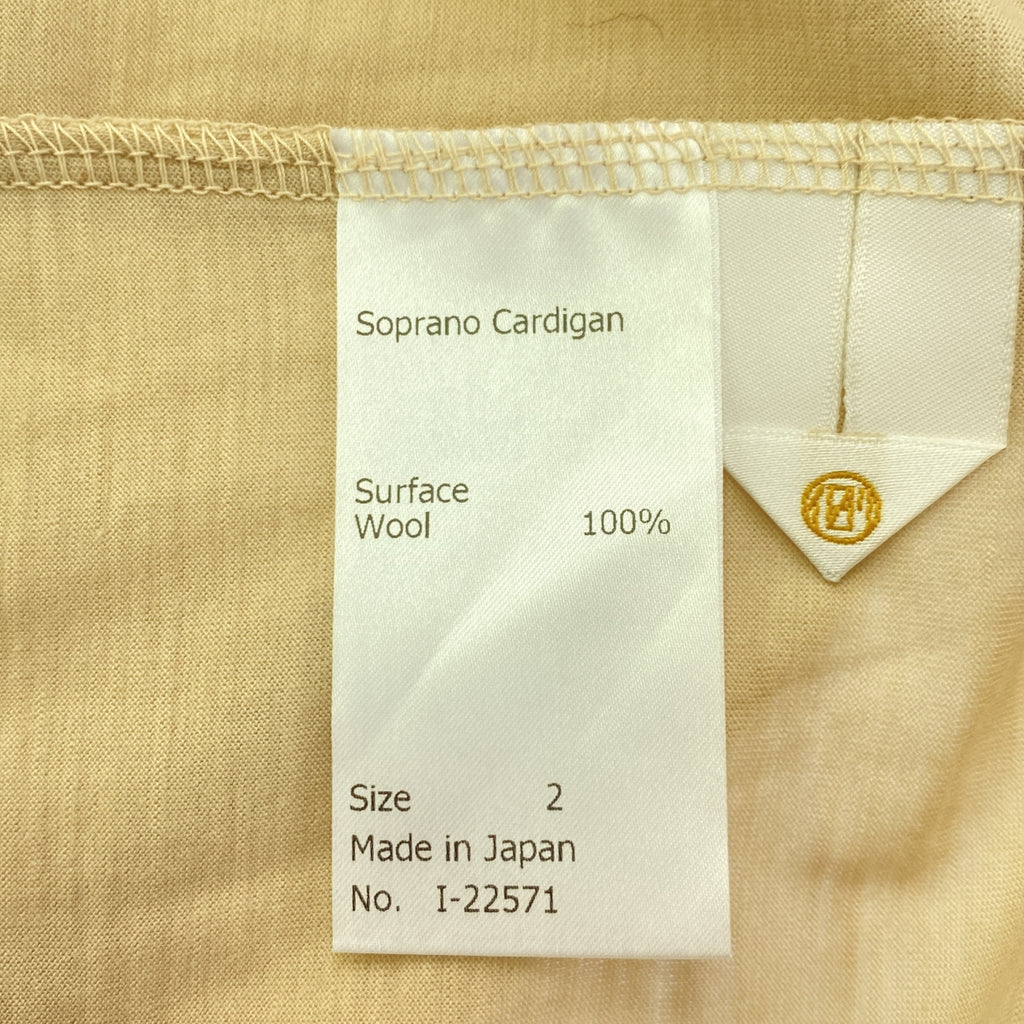 Soprano Cardigan
Surface
Wool 100%
Size 2
Made in Japan
No. I-22571